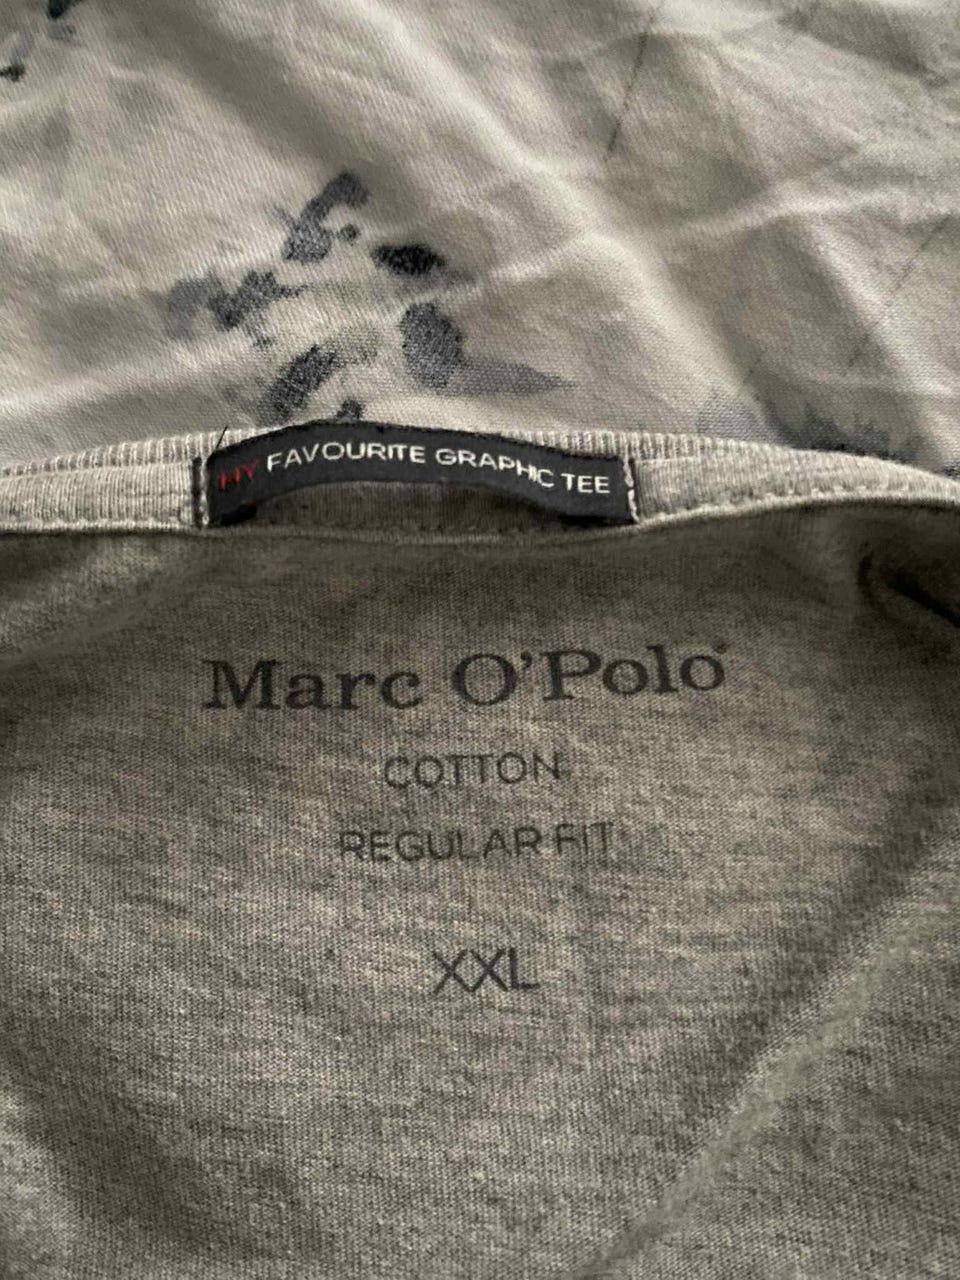 MY FAVOURITE GRAPHIC TEE
Marc O'Polo®
COTTON
REGULAR FIT
XXL